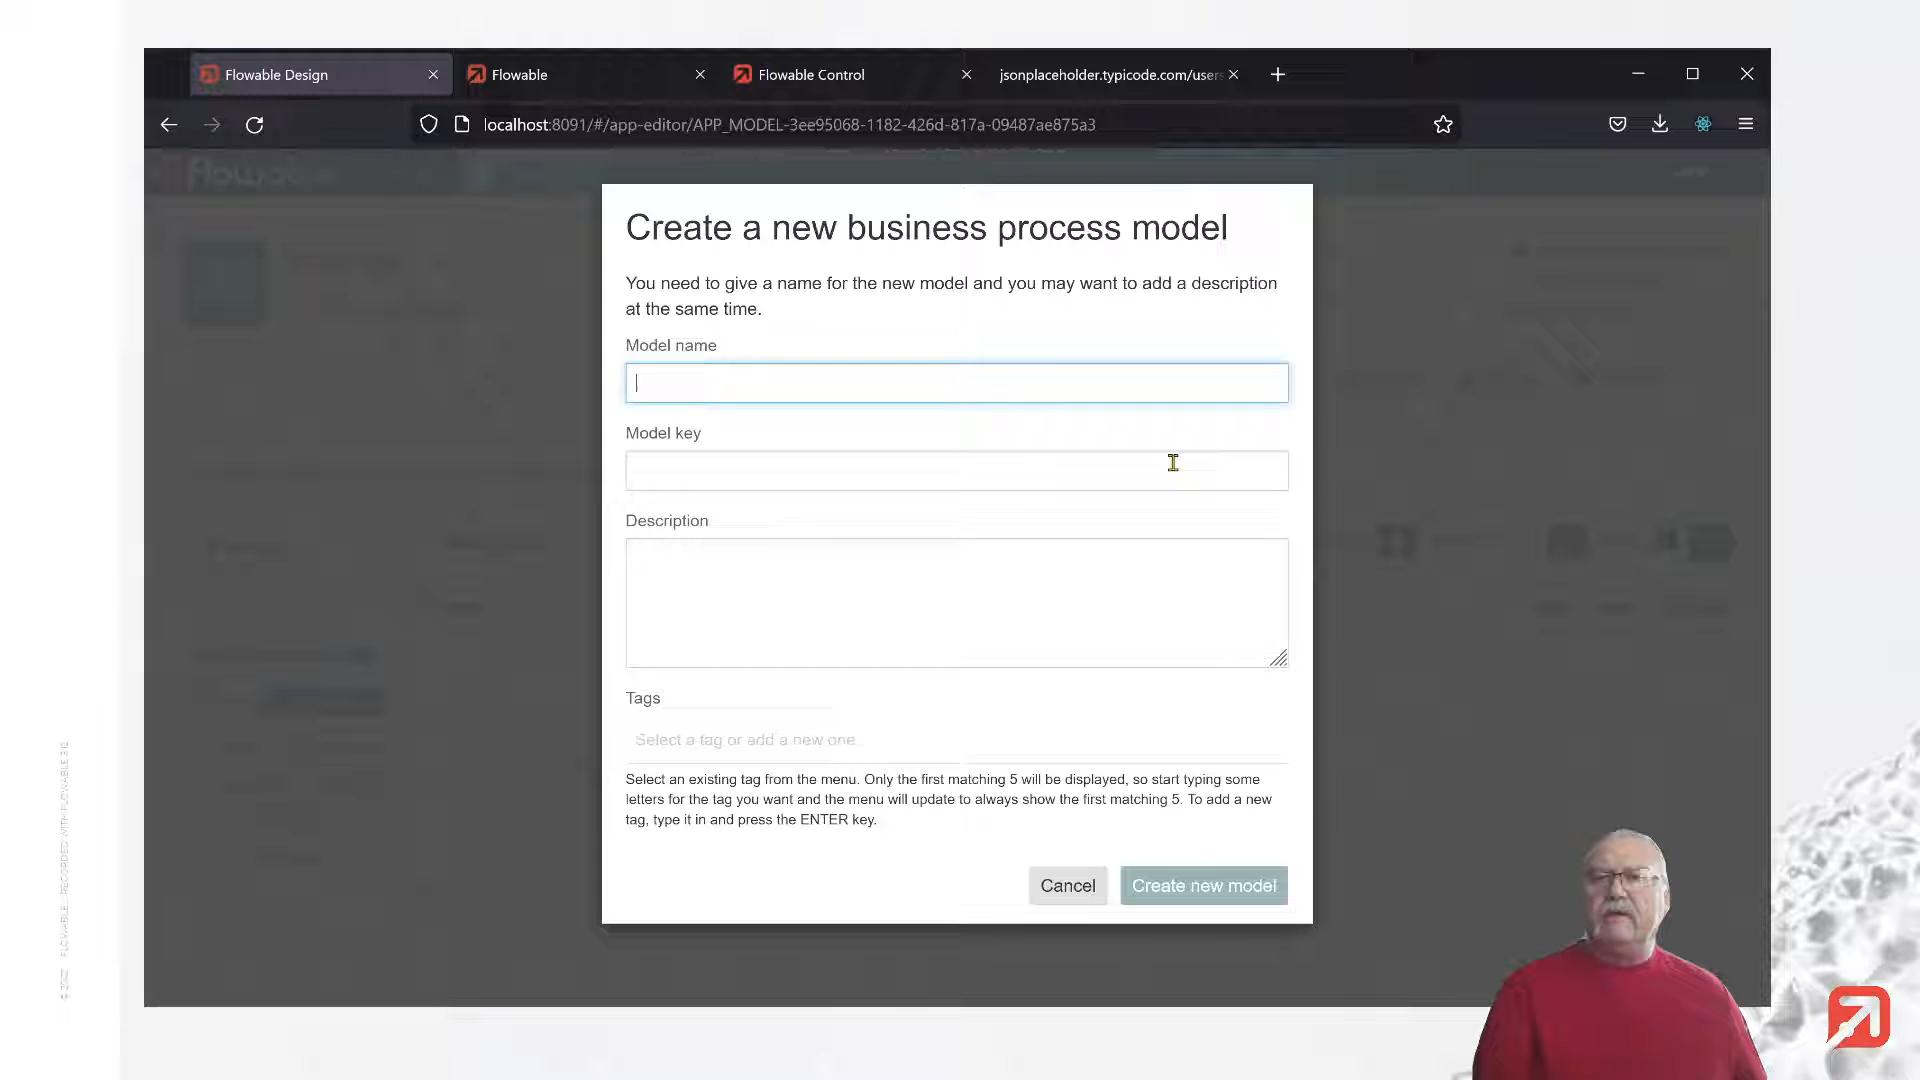 Flowable Design
Flowable
Flowable Control
jsonplaceholder.typicode.com/users
localhost:8091/#/app-editor/APP_MODEL-3ee95068-1182-426d-817a-09487ae875a3
Flowable
Create a new business process model
You need to give a name for the new model and you may want to add a description
at the same time.
Model name
Model key
Description
Tags
Select a tag or add a new one
Select an existing tag from the menu. Only the first matching 5 will be displayed, so start typing some
letters for the tag you want and the menu will update to always show the first matching 5. To add a new
tag, type it in and press the ENTER key.
Cancel
Create new model